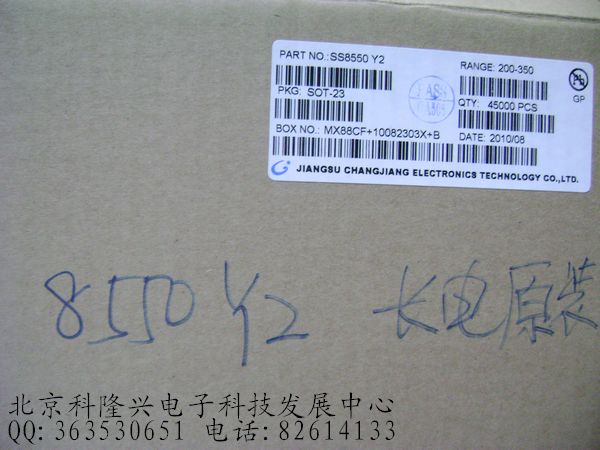 PART NO.:SS8550 Y2
RANGE: 200-350
PKG: SOT-23
QTY: 45000 PCS
PASS
BOX NO.: MX88CF+10082303X+B
DATE: 2010/08
Pb
GP
JIANGSU CHANGJIANG ELECTRONICS TECHNOLOGY CO.,LTD.
8550 Y2 长电原装
北京科隆兴电子科技发展中心
QQ: 363530651 电话: 82614133